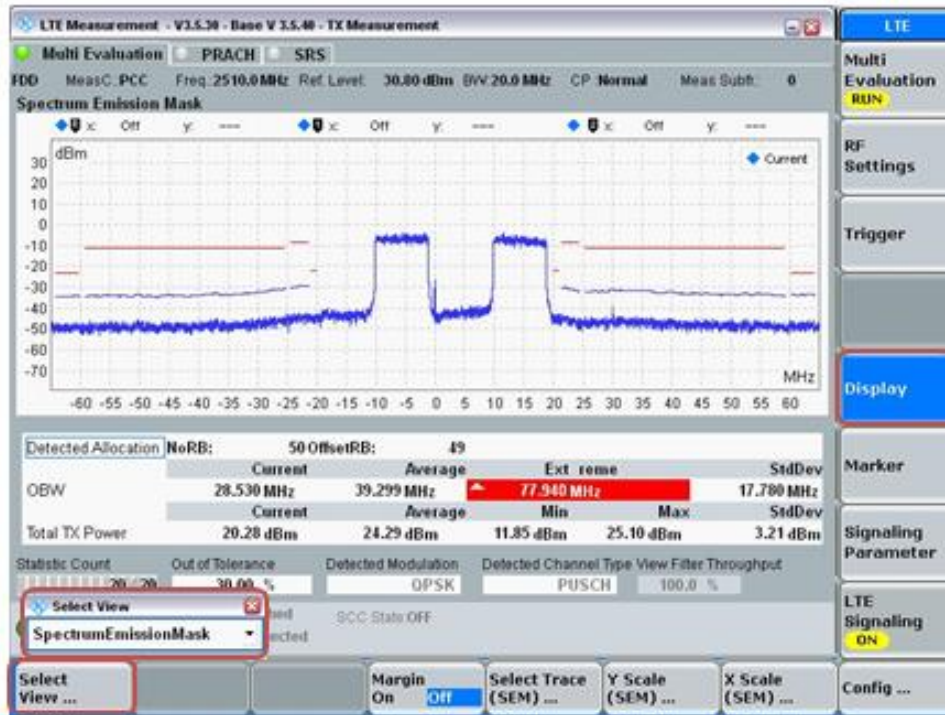 LTE Measurement - V3.5.30 - Base V 3.5.40 - TX Measurement
LTE
Multi Evaluation PRACH SRS
Multi Evaluation RUN
FDD MeasC.:PCC Freq.:2510.0 MHz Ref. Level: 30.80 dBm BW:20.0 MHz CP: Normal Meas Subfr.: 0
Spectrum Emission Mask
x: Off y: --- x: Off y: --- x: Off y: ---
dBm
Current
30
20
10
0
-10
-20
-30
-40
-50
-60
-70
MHz
-60 -55 -50 -45 -40 -35 -30 -25 -20 -15 -10 -5 0 5 10 15 20 25 30 35 40 45 50 55 60
RF Settings
Trigger
Display
Marker
Signaling Parameter
LTE Signaling ON
Config ...
Detected Allocation NoRB: 50 OffsetRB: 49
Current Average Ext reme StdDev
OBW 28.530 MHz 39.299 MHz 77.940 MHz 17.780 MHz
Current Average Min Max StdDev
Total TX Power 20.28 dBm 24.29 dBm 11.85 dBm 25.10 dBm 3.21 dBm
Statistic Count Out of Tolerance Detected Modulation Detected Channel Type View Filter Throughput
20 / 20 30.00 % QPSK PUSCH 100.0 %
Select View
SpectrumEmissionMask
SCC State:OFF
Select View ...
Margin On Off
Select Trace (SEM) ...
Y Scale (SEM) ...
X Scale (SEM) ...